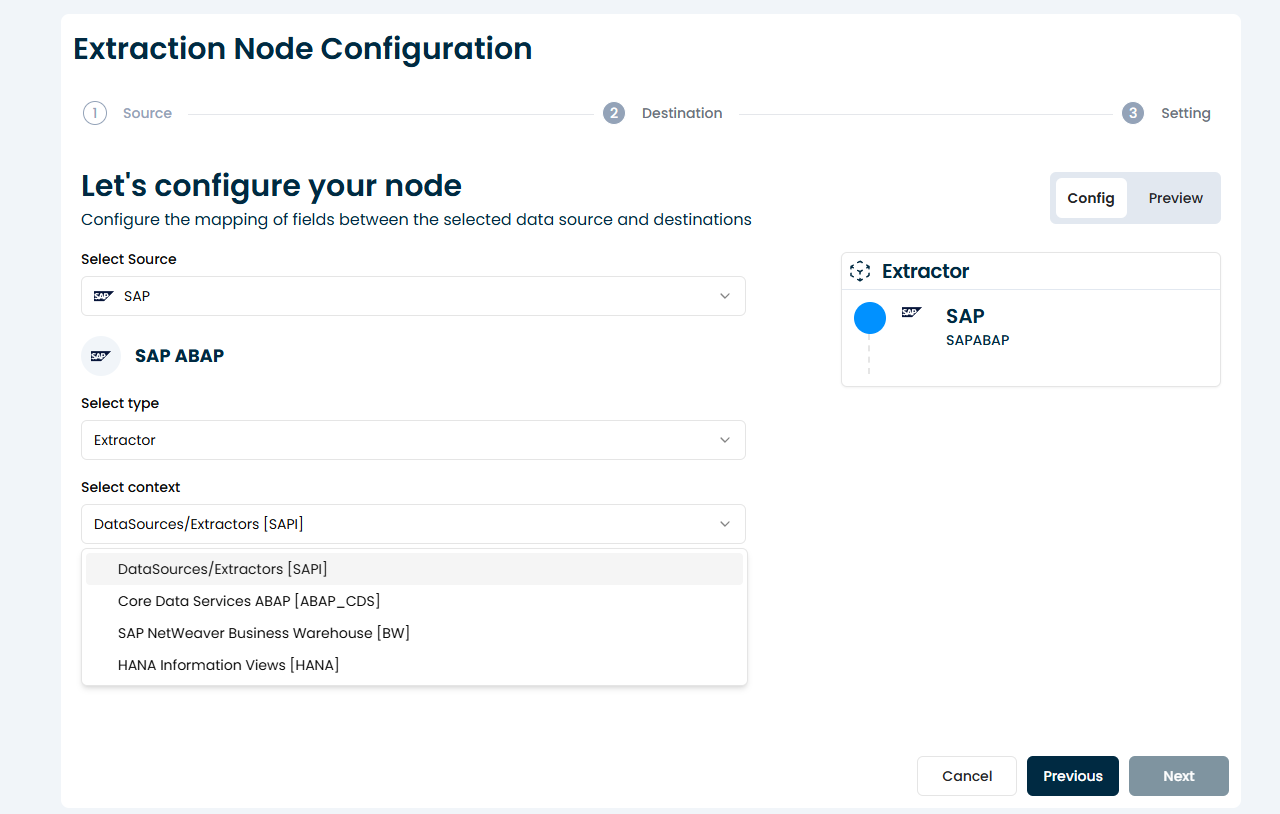 Extraction Node Configuration
1 Source 2 Destination 3 Setting
Let's configure your node
Configure the mapping of fields between the selected data source and destinations
Config Preview
Select Source
SAP SAP
SAP SAP ABAP
Select type
Extractor
Select context
DataSources/Extractors [SAPI]
DataSources/Extractors [SAPI]
Core Data Services ABAP [ABAP_CDS]
SAP NetWeaver Business Warehouse [BW]
HANA Information Views [HANA]
Extractor
SAP SAP
SAPABAP
Cancel Previous Next